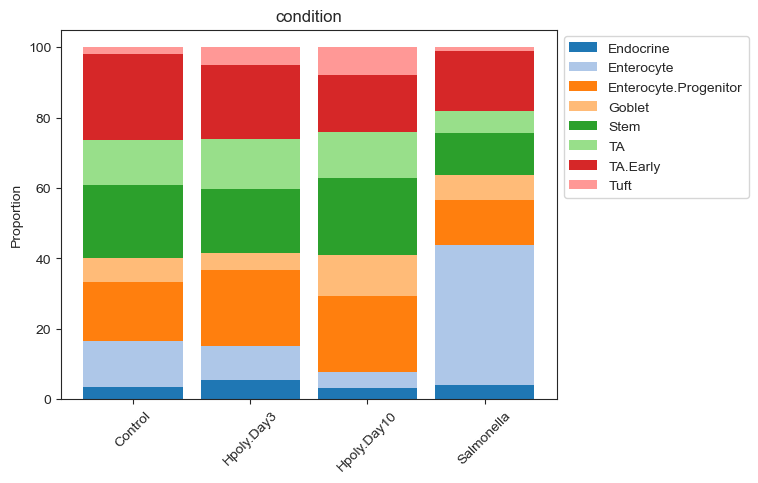 condition
Proportion
100
80
60
40
20
0
Control
Hpoly.Day3
Hpoly.Day10
Salmonella
Endocrine
Enterocyte
Enterocyte.Progenitor
Goblet
Stem
TA
TA.Early
Tuft